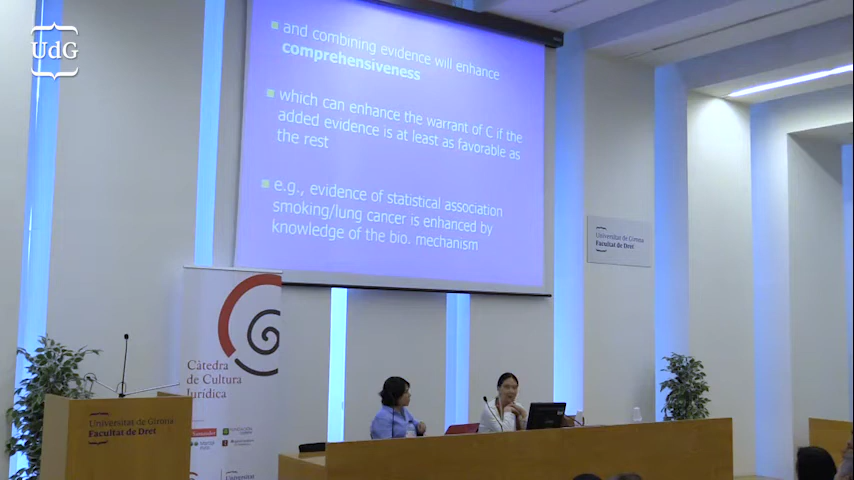 UdG
and combining evidence will enhance
comprehensiveness
which can enhance the warrant of C if the
added evidence is at least as favorable as
the rest
e.g., evidence of statistical association
smoking/lung cancer is enhanced by
knowledge of the bio. mechanism
Universitat de Girona
Facultat de Dret
Càtedra
de Cultura
Jurídica
Universitat de Girona
Facultat de Dret